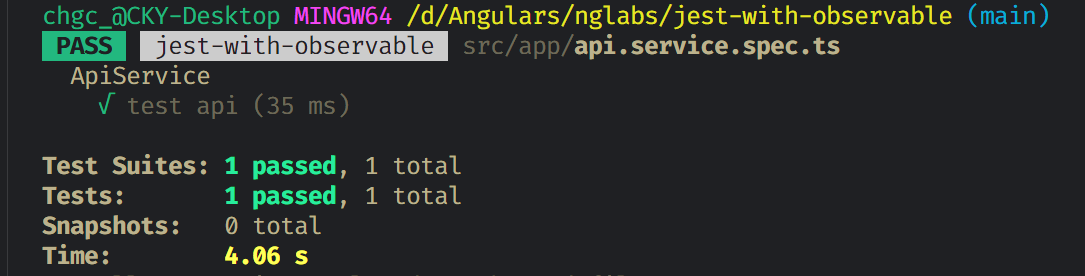 chgc_@CKY-Desktop MINGW64 /d/Angulars/nglabs/jest-with-observable (main)
PASS jest-with-observable src/app/api.service.spec.ts
ApiService
√ test api (35 ms)
Test Suites: 1 passed, 1 total
Tests: 1 passed, 1 total
Snapshots: 0 total
Time: 4.06 s